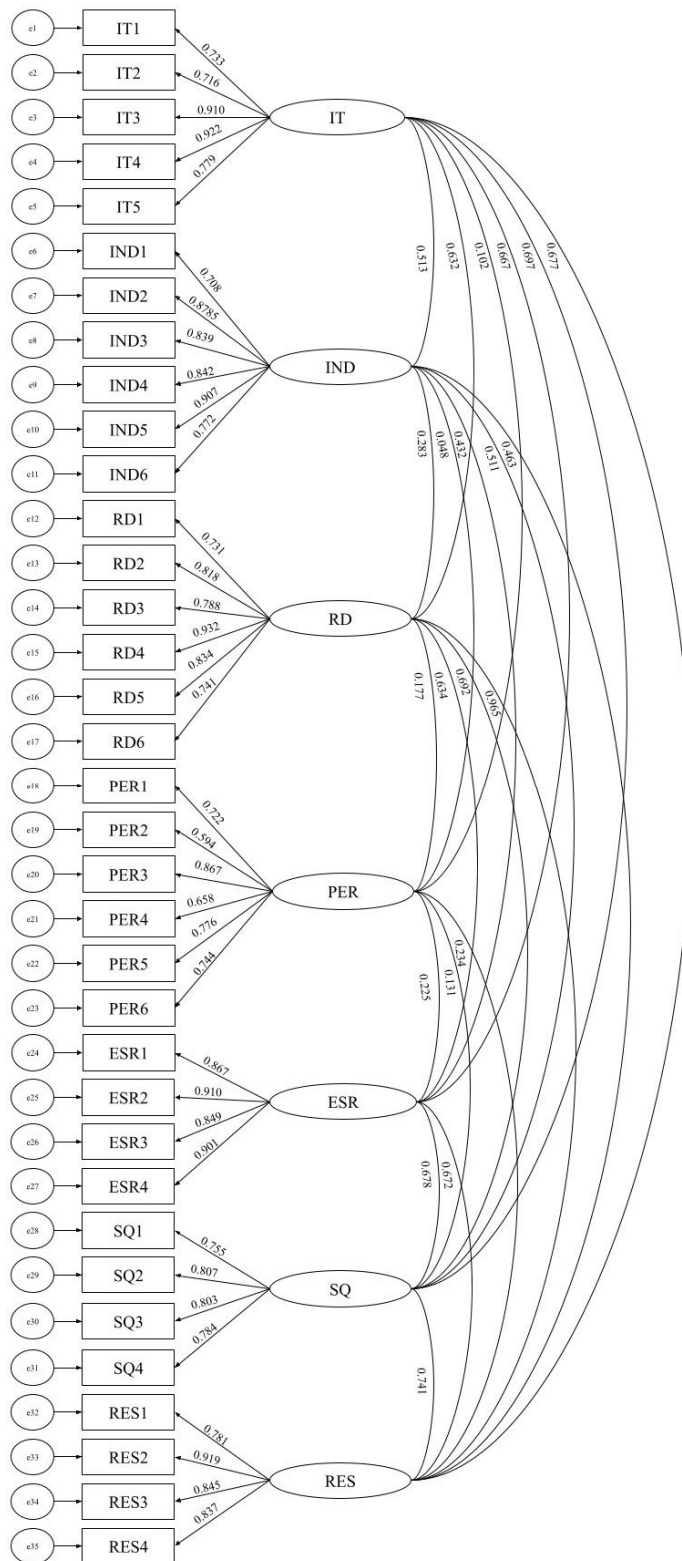 e1
IT1
0.733
e2
IT2
0.716
e3
IT3
0.910
IT
e4
IT4
0.922
e5
IT5
0.779
e6
IND1
0.513
0.632
0.102
0.667
0.697
0.677
0.708
e7
IND2
0.8785
e8
IND3
0.839
IND
e9
IND4
0.842
e10
IND5
0.907
e11
IND6
0.772
0.283
0.048
0.432
0.511
0.463
e12
RD1
0.731
e13
RD2
0.818
e14
RD3
0.788
RD
e15
RD4
0.932
e16
RD5
0.834
0.177
0.634
0.692
0.965
e17
RD6
0.741
e18
PER1
0.722
e19
PER2
0.594
e20
PER3
0.867
PER
e21
PER4
0.658
e22
PER5
0.776
0.225
0.131
0.234
e23
PER6
0.744
e24
ESR1
0.867
e25
ESR2
0.910
ESR
e26
ESR3
0.849
e27
ESR4
0.901
0.678
0.672
e28
SQ1
0.755
e29
SQ2
0.807
SQ
e30
SQ3
0.803
e31
SQ4
0.784
0.741
e32
RES1
0.781
e33
RES2
0.919
RES
e34
RES3
0.845
e35
RES4
0.837